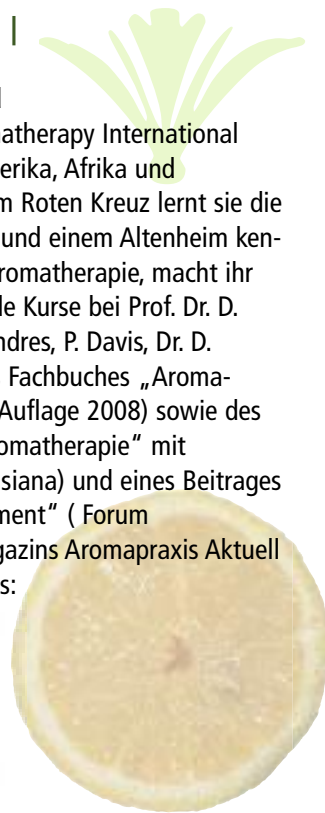 matherapy International
erika, Afrika und
m Roten Kreuz lernt sie die
und einem Altenheim ken-
romatherapie, macht ihr
de Kurse bei Prof. Dr. D.
ndres, P. Davis, Dr. D.
Fachbuches „Aroma-
Auflage 2008) sowie des
omatherapie“ mit
siana) und eines Beitrages
ment“ ( Forum
gazins Aromapraxis Aktuell
s: